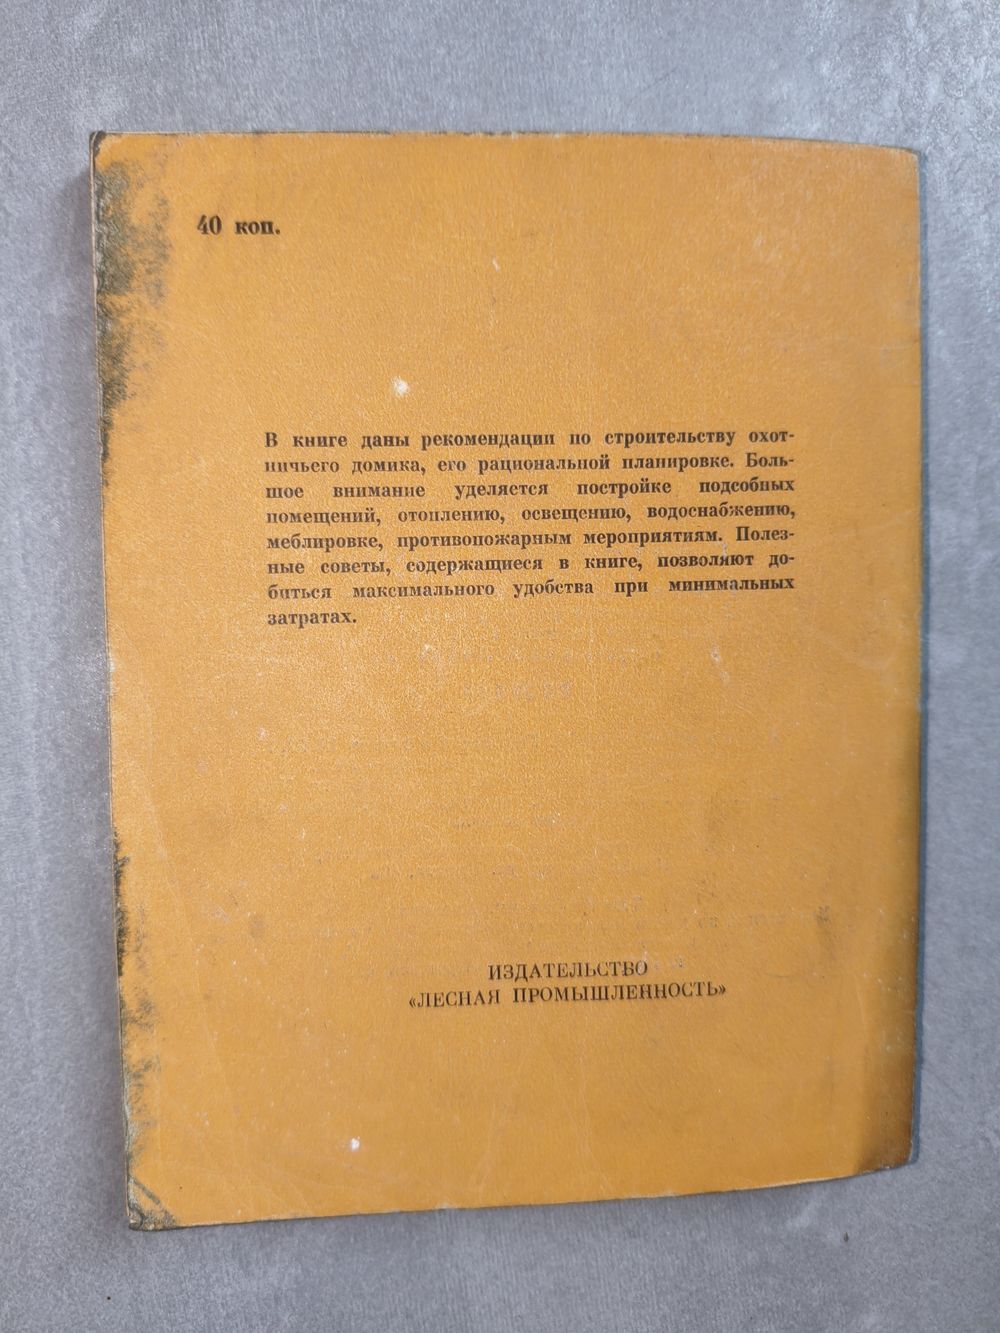 40 коп.
В книге даны рекомендации по строительству охот-
ничьего домика, его рациональной планировке. Боль-
шое внимание уделяется постройке подсобных
помещений, отоплению, освещению, водоснабжению,
меблировке, противопожарным мероприятиям. Полез-
ные советы, содержащиеся в книге, позволяют до-
биться максимального удобства при минимальных
затратах.
ИЗДАТЕЛЬСТВО
«ЛЕСНАЯ ПРОМЫШЛЕННОСТЬ»